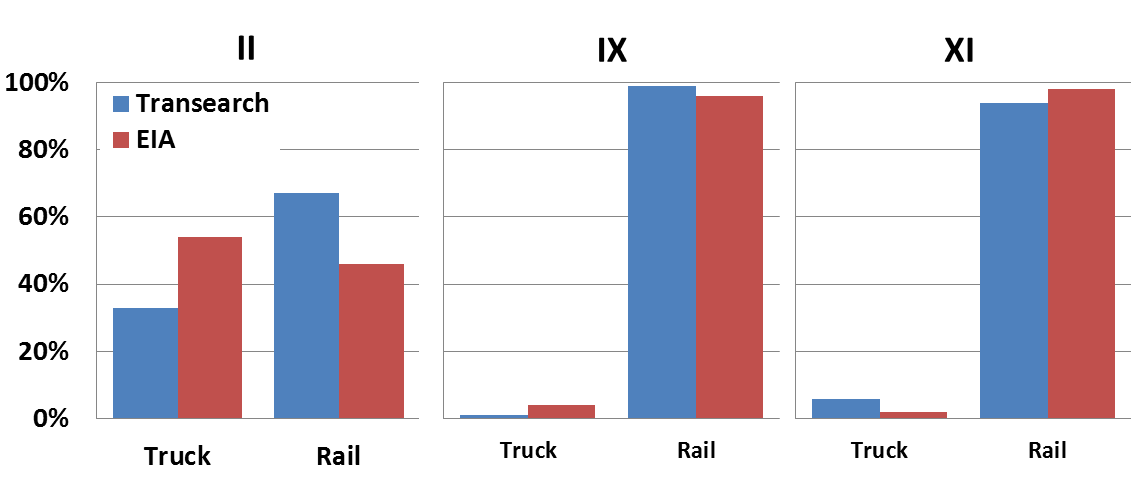 II
IX
XI
100%
80%
60%
40%
20%
0%
Transearch
EIA
Truck
Rail
Truck
Rail
Truck
Rail